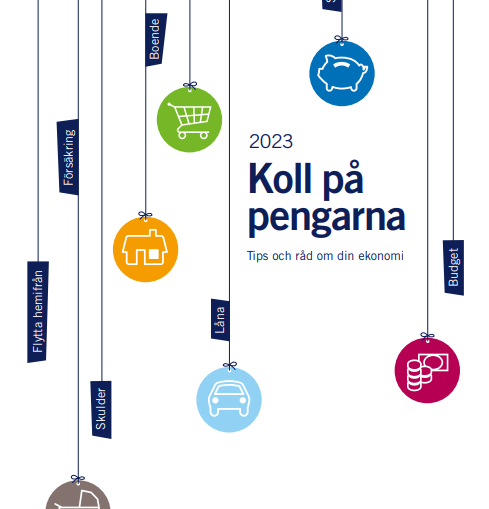 Boende
Försäkring
2023
Koll på
pengarna
Tips och råd om din ekonomi
Budget
Flytta hemifrån
Låna
Skulder